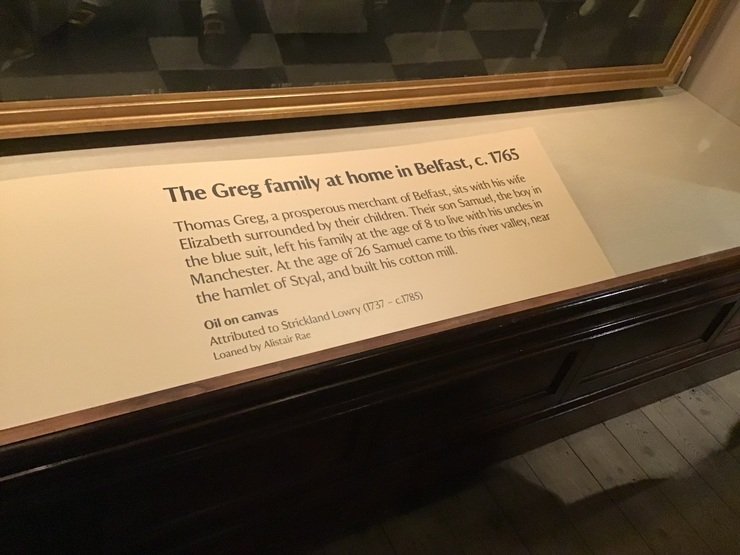 The Greg family at home in Belfast, c. 1765
Thomas Greg, a prosperous merchant of Belfast, sits with his wife
Elizabeth surrounded by their children. Their son Samuel, the boy in
the blue suit, left his family at the age of 8 to live with his uncles in
Manchester. At the age of 26 Samuel came to this river valley, near
the hamlet of Styal, and built his cotton mill.
Oil on canvas
Attributed to Strickland Lowry (1737 – c.1785)
Loaned by Alistair Rae